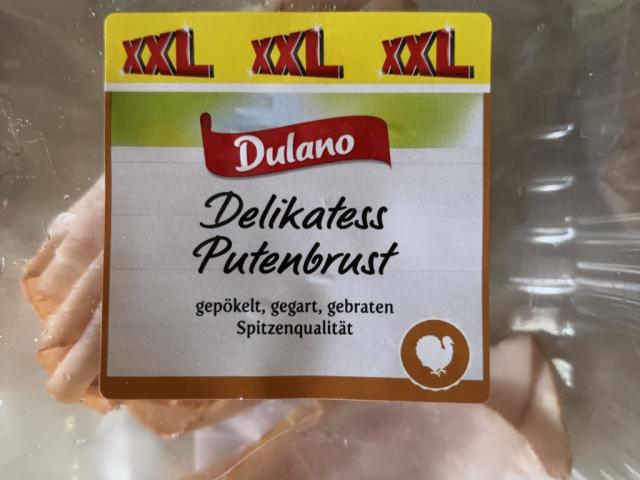 XXL XXL XXL
Dulano
Delikatess
Putenbrust
gepökelt, gegart, gebraten
Spitzenqualität